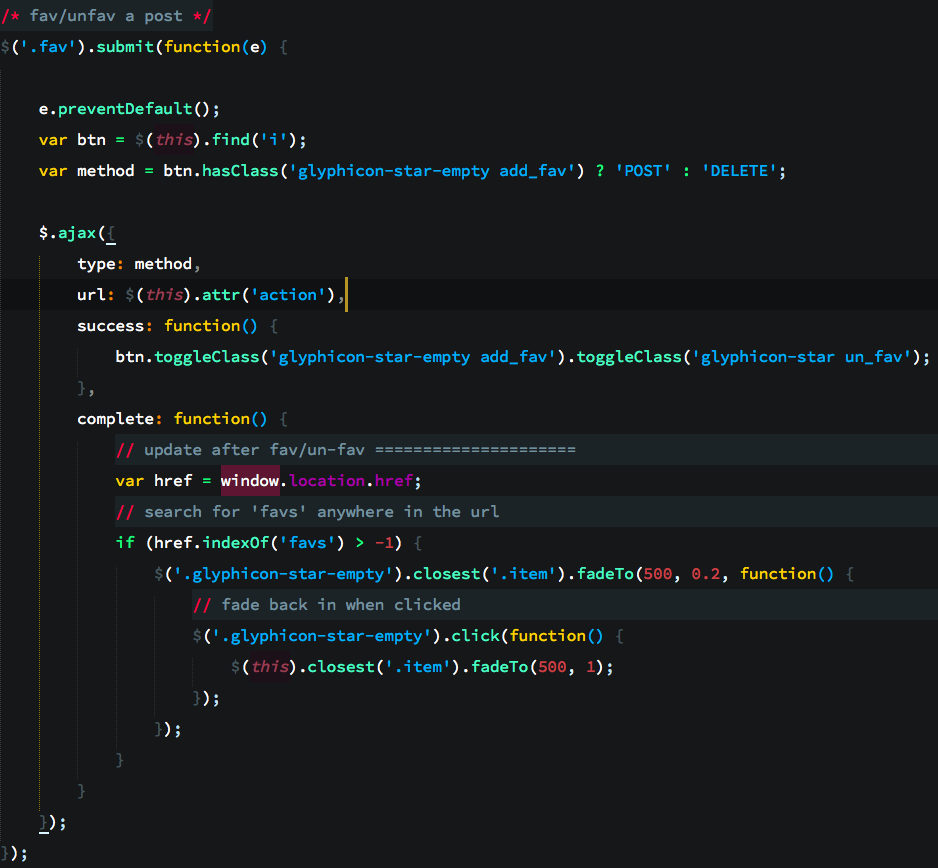 /* fav/unfav a post */
$('.fav').submit(function(e) {
e.preventDefault();
var btn = $(this).find('i');
var method = btn.hasClass('glyphicon-star-empty add_fav') ? 'POST' : 'DELETE';
$.ajax({
type: method,
url: $(this).attr('action'),
success: function() {
btn.toggleClass('glyphicon-star-empty add_fav').toggleClass('glyphicon-star un_fav');
},
complete: function() {
// update after fav/un-fav =====================
var href = window.location.href;
// search for 'favs' anywhere in the url
if (href.indexOf('favs') > -1) {
$('.glyphicon-star-empty').closest('.item').fadeTo(500, 0.2, function() {
// fade back in when clicked
$('.glyphicon-star-empty').click(function() {
$(this).closest('.item').fadeTo(500, 1);
});
});
}
}
});
});